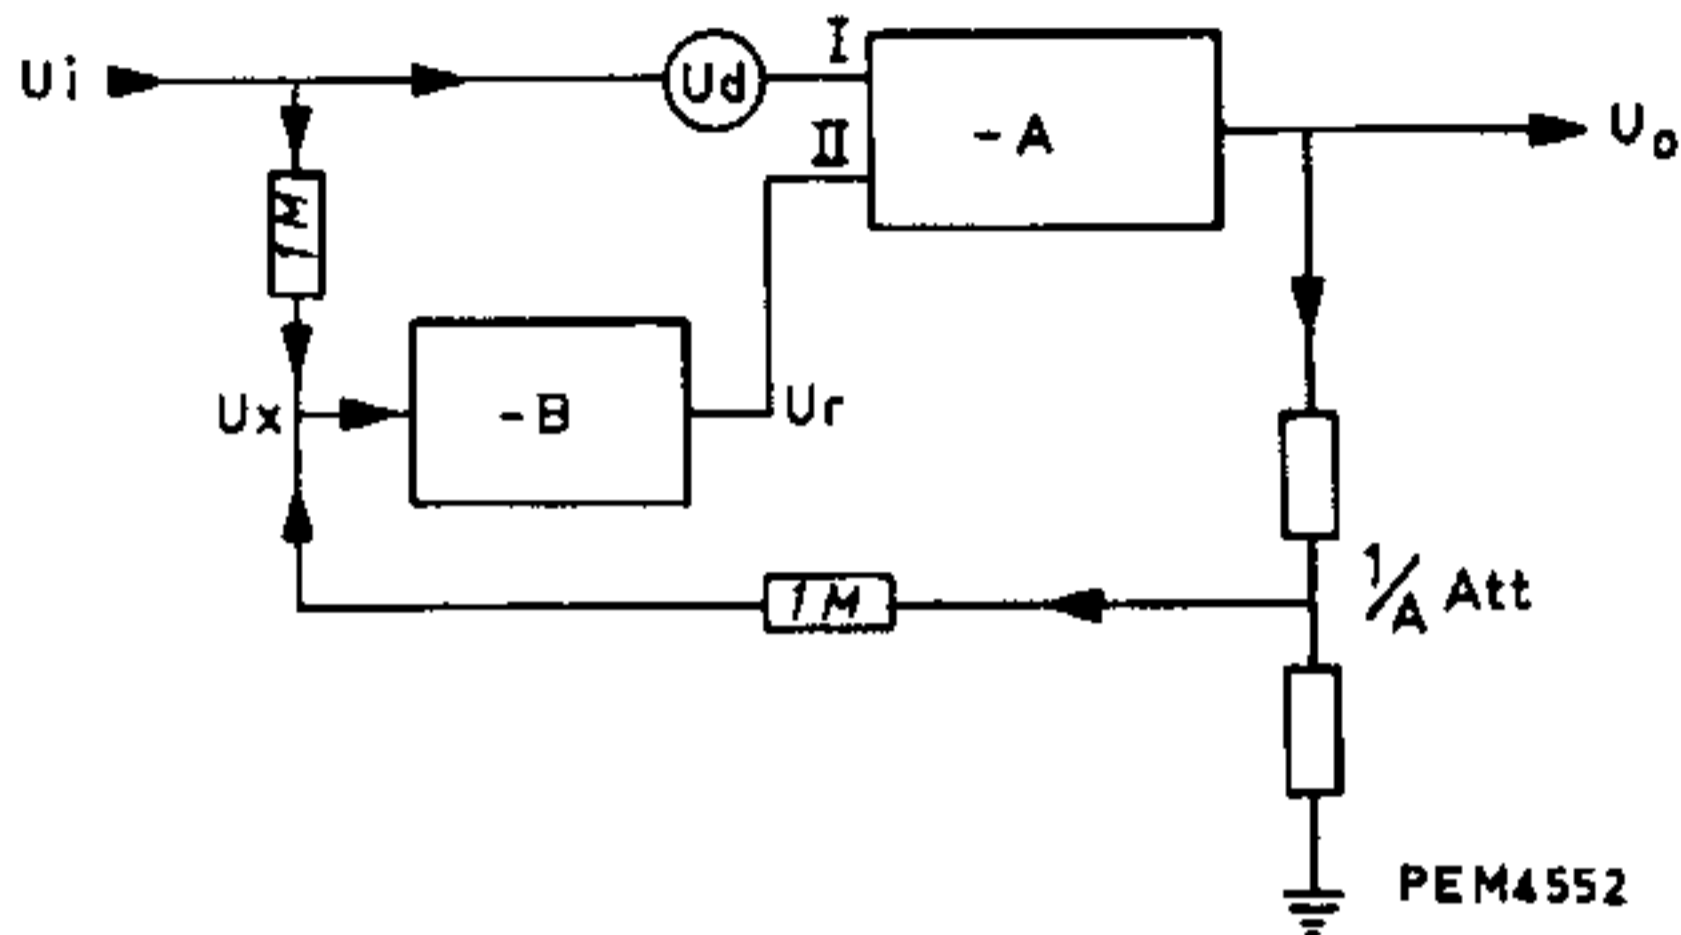 Ui
Ud
I
II
-A
Uo
1M
Ux
-B
Ur
1M
1/A Att
PEM4552